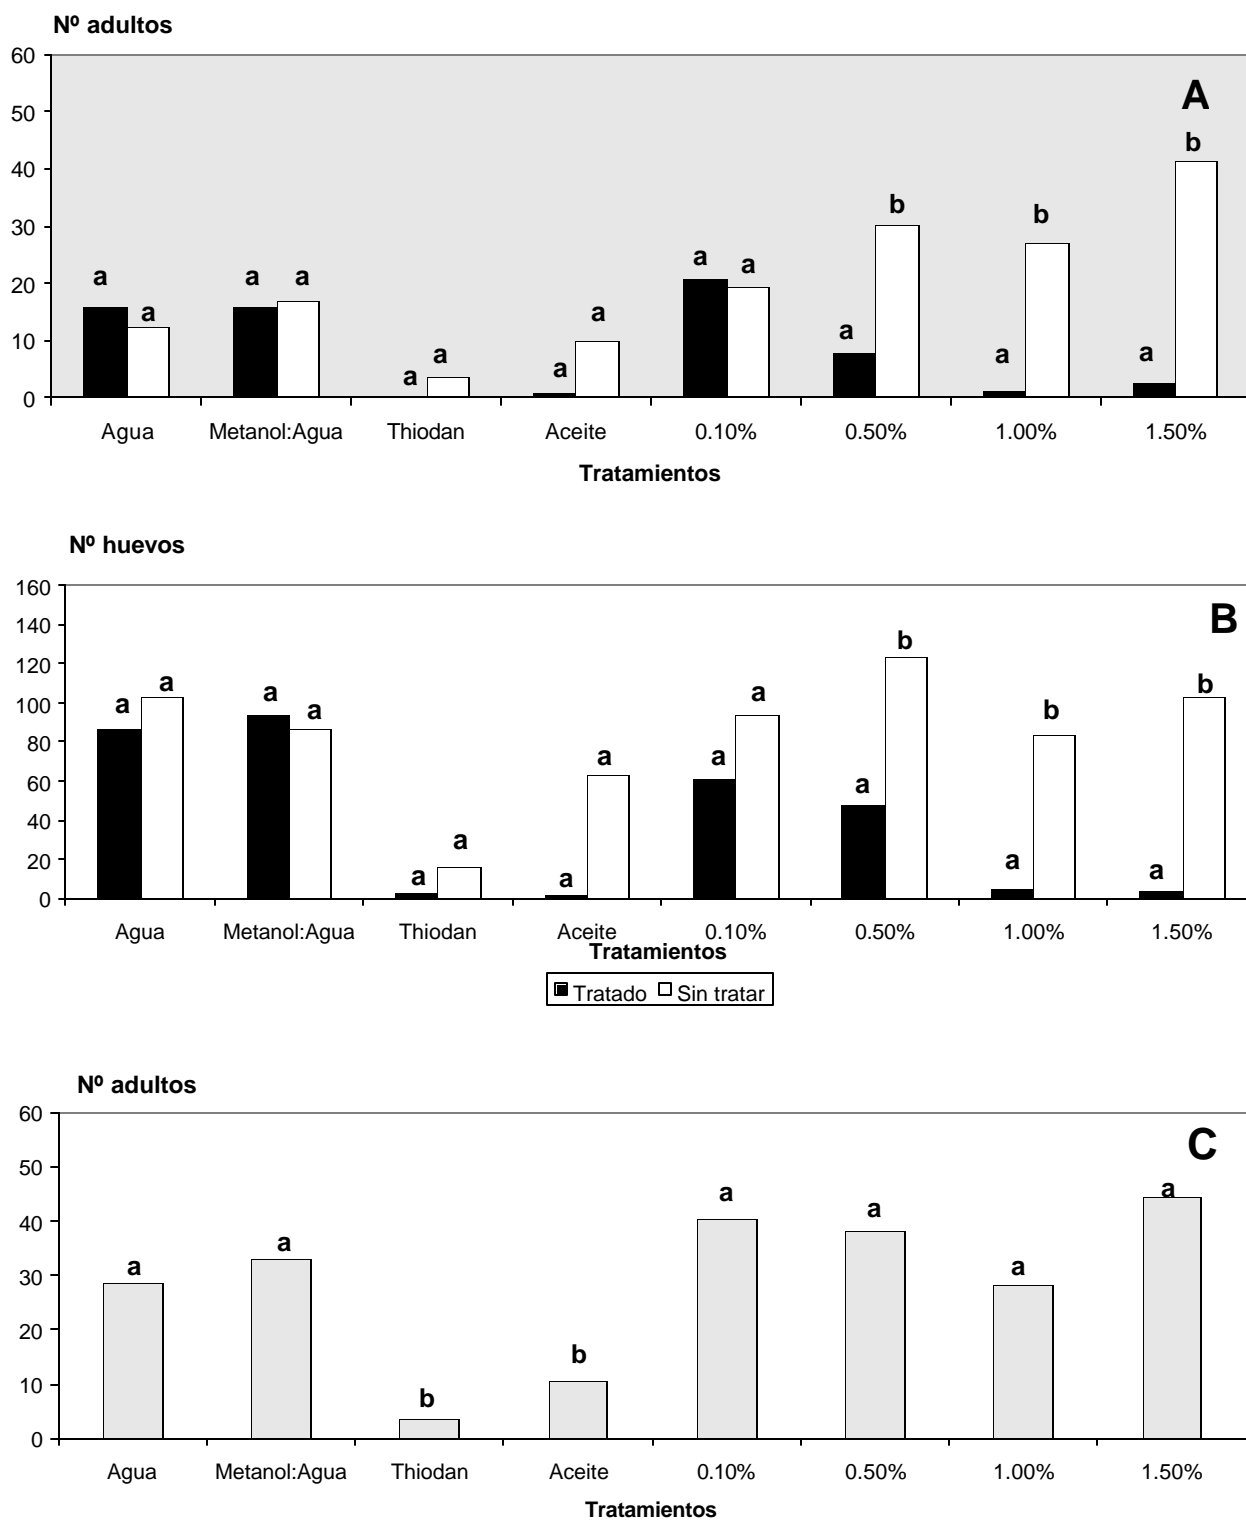 Nº adultos
60
50
40
30
20
10
0
A
a a a a a a a a a a a b a b a b
Agua Metanol:Agua Thiodan Aceite 0.10% 0.50% 1.00% 1.50%
Tratamientos
Nº huevos
160
140
120
100
80
60
40
20
0
B
a a a a a a a a a a a b a b a b
Agua Metanol:Agua Thiodan Aceite 0.10% 0.50% 1.00% 1.50%
Tratamientos
Tratado Sin tratar
Nº adultos
60
50
40
30
20
10
0
C
a a b b a a a a
Agua Metanol:Agua Thiodan Aceite 0.10% 0.50% 1.00% 1.50%
Tratamientos